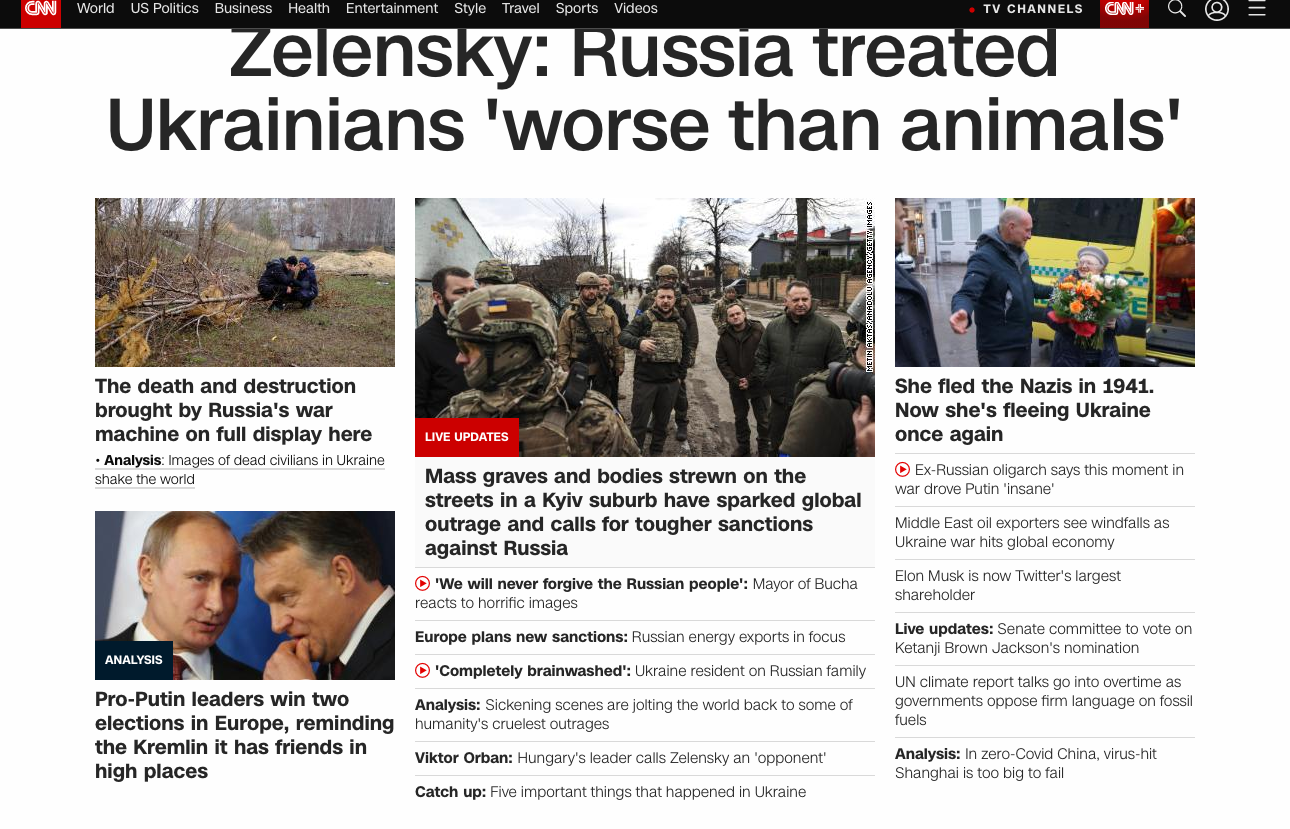 CNN World US Politics Business Health Entertainment Style Travel Sports Videos • TV CHANNELS CNN+
Zelensky: Russia treated
Ukrainians 'worse than animals'
The death and destruction
brought by Russia's war
machine on full display here
• Analysis: Images of dead civilians in Ukraine
shake the world
ANALYSIS
Pro-Putin leaders win two
elections in Europe, reminding
the Kremlin it has friends in
high places
METIN AKTAS/ANADOLU AGENCY/GETTY IMAGES
LIVE UPDATES
Mass graves and bodies strewn on the
streets in a Kyiv suburb have sparked global
outrage and calls for tougher sanctions
against Russia
'We will never forgive the Russian people': Mayor of Bucha
reacts to horrific images
Europe plans new sanctions: Russian energy exports in focus
'Completely brainwashed': Ukraine resident on Russian family
Analysis: Sickening scenes are jolting the world back to some of
humanity's cruelest outrages
Viktor Orban: Hungary's leader calls Zelensky an 'opponent'
Catch up: Five important things that happened in Ukraine
She fled the Nazis in 1941.
Now she's fleeing Ukraine
once again
Ex-Russian oligarch says this moment in
war drove Putin 'insane'
Middle East oil exporters see windfalls as
Ukraine war hits global economy
Elon Musk is now Twitter's largest
shareholder
Live updates: Senate committee to vote on
Ketanji Brown Jackson's nomination
UN climate report talks go into overtime as
governments oppose firm language on fossil
fuels
Analysis: In zero-Covid China, virus-hit
Shanghai is too big to fail